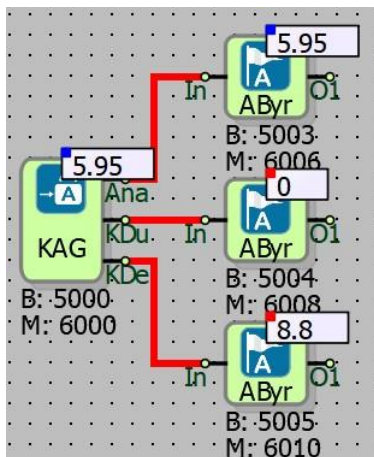 5.95
A
In
O1
AByr
B: 5003
M: 6006
5.95
A
Ana
KDu
KDe
KAG
B: 5000
M: 6000
0
A
In
O1
AByr
B: 5004
M: 6008
8.8
A
In
O1
AByr
B: 5005
M: 6010